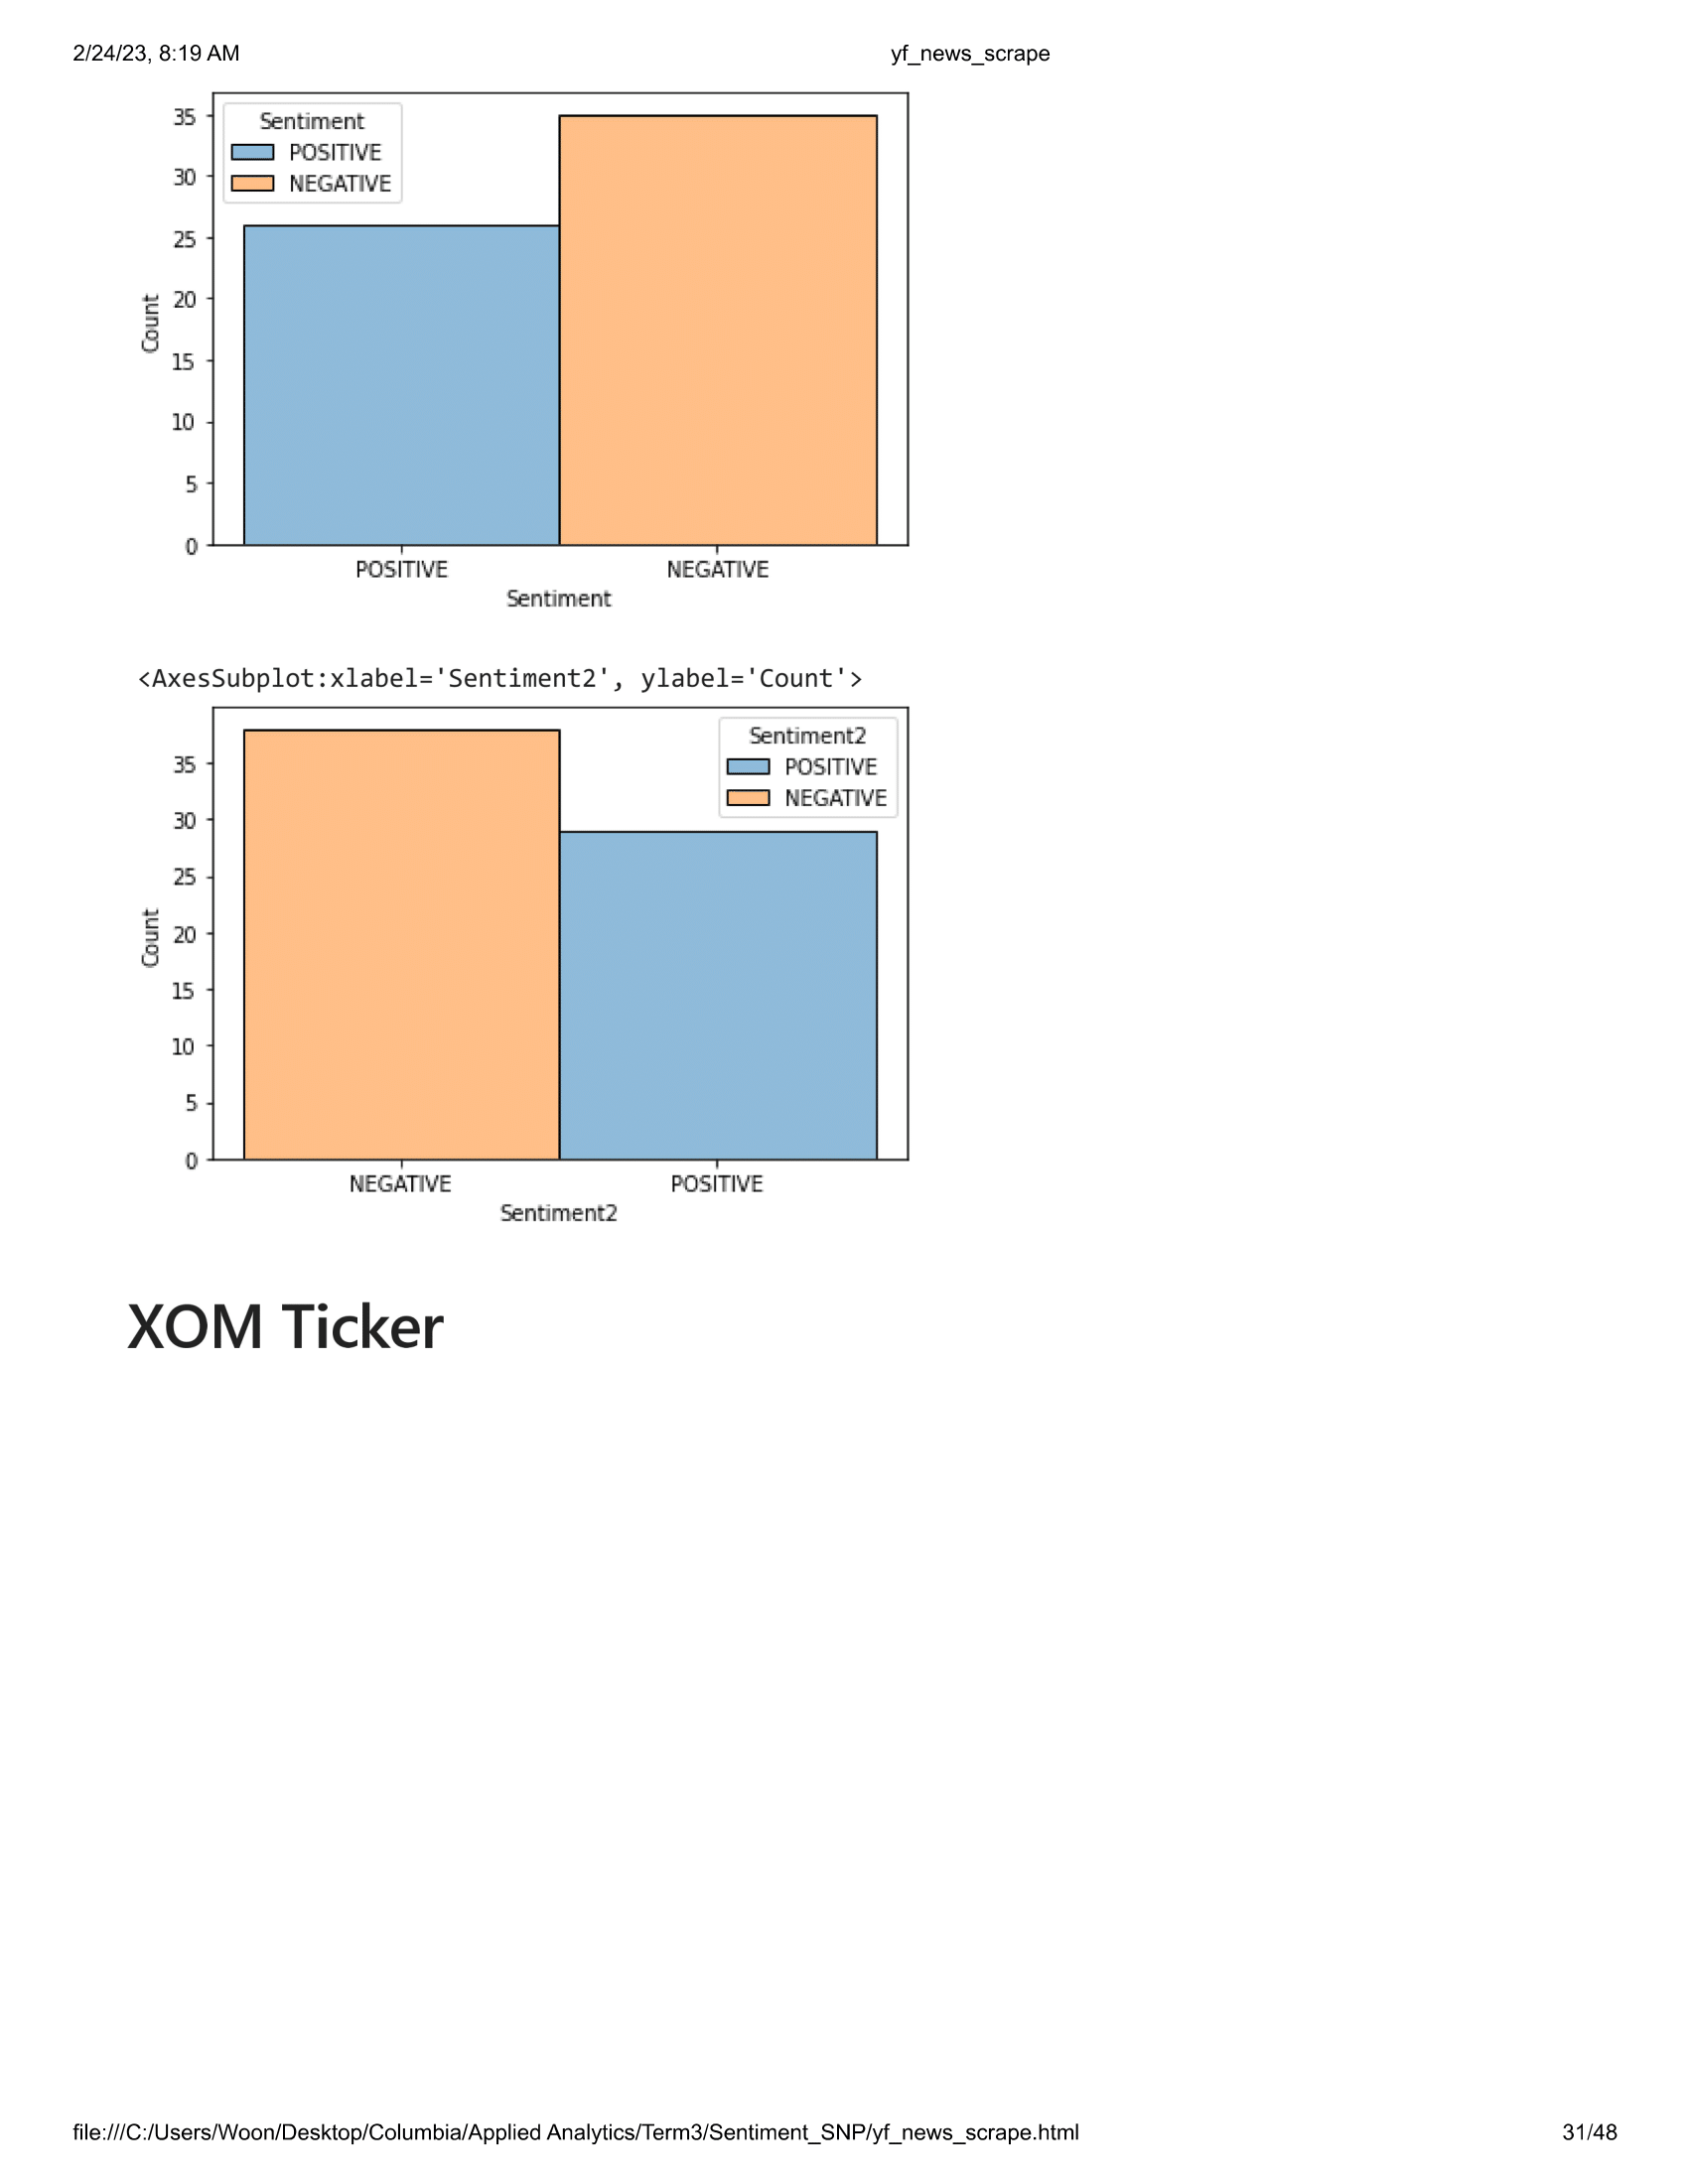 2/24/23, 8:19 AM yf_news_scrape
35
30
25
20
15
10
5
0
Count
Sentiment
POSITIVE
NEGATIVE
POSITIVE NEGATIVE
Sentiment
<AxesSubplot:xlabel='Sentiment2', ylabel='Count'>
35
30
25
20
15
10
5
0
Count
Sentiment2
POSITIVE
NEGATIVE
NEGATIVE POSITIVE
Sentiment2
XOM Ticker
file:///C:/Users/Woon/Desktop/Columbia/Applied Analytics/Term3/Sentiment_SNP/yf_news_scrape.html 31/48